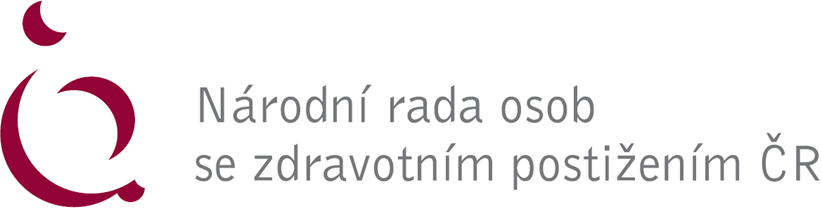 Národní rada osob
se zdravotním postižením ČR